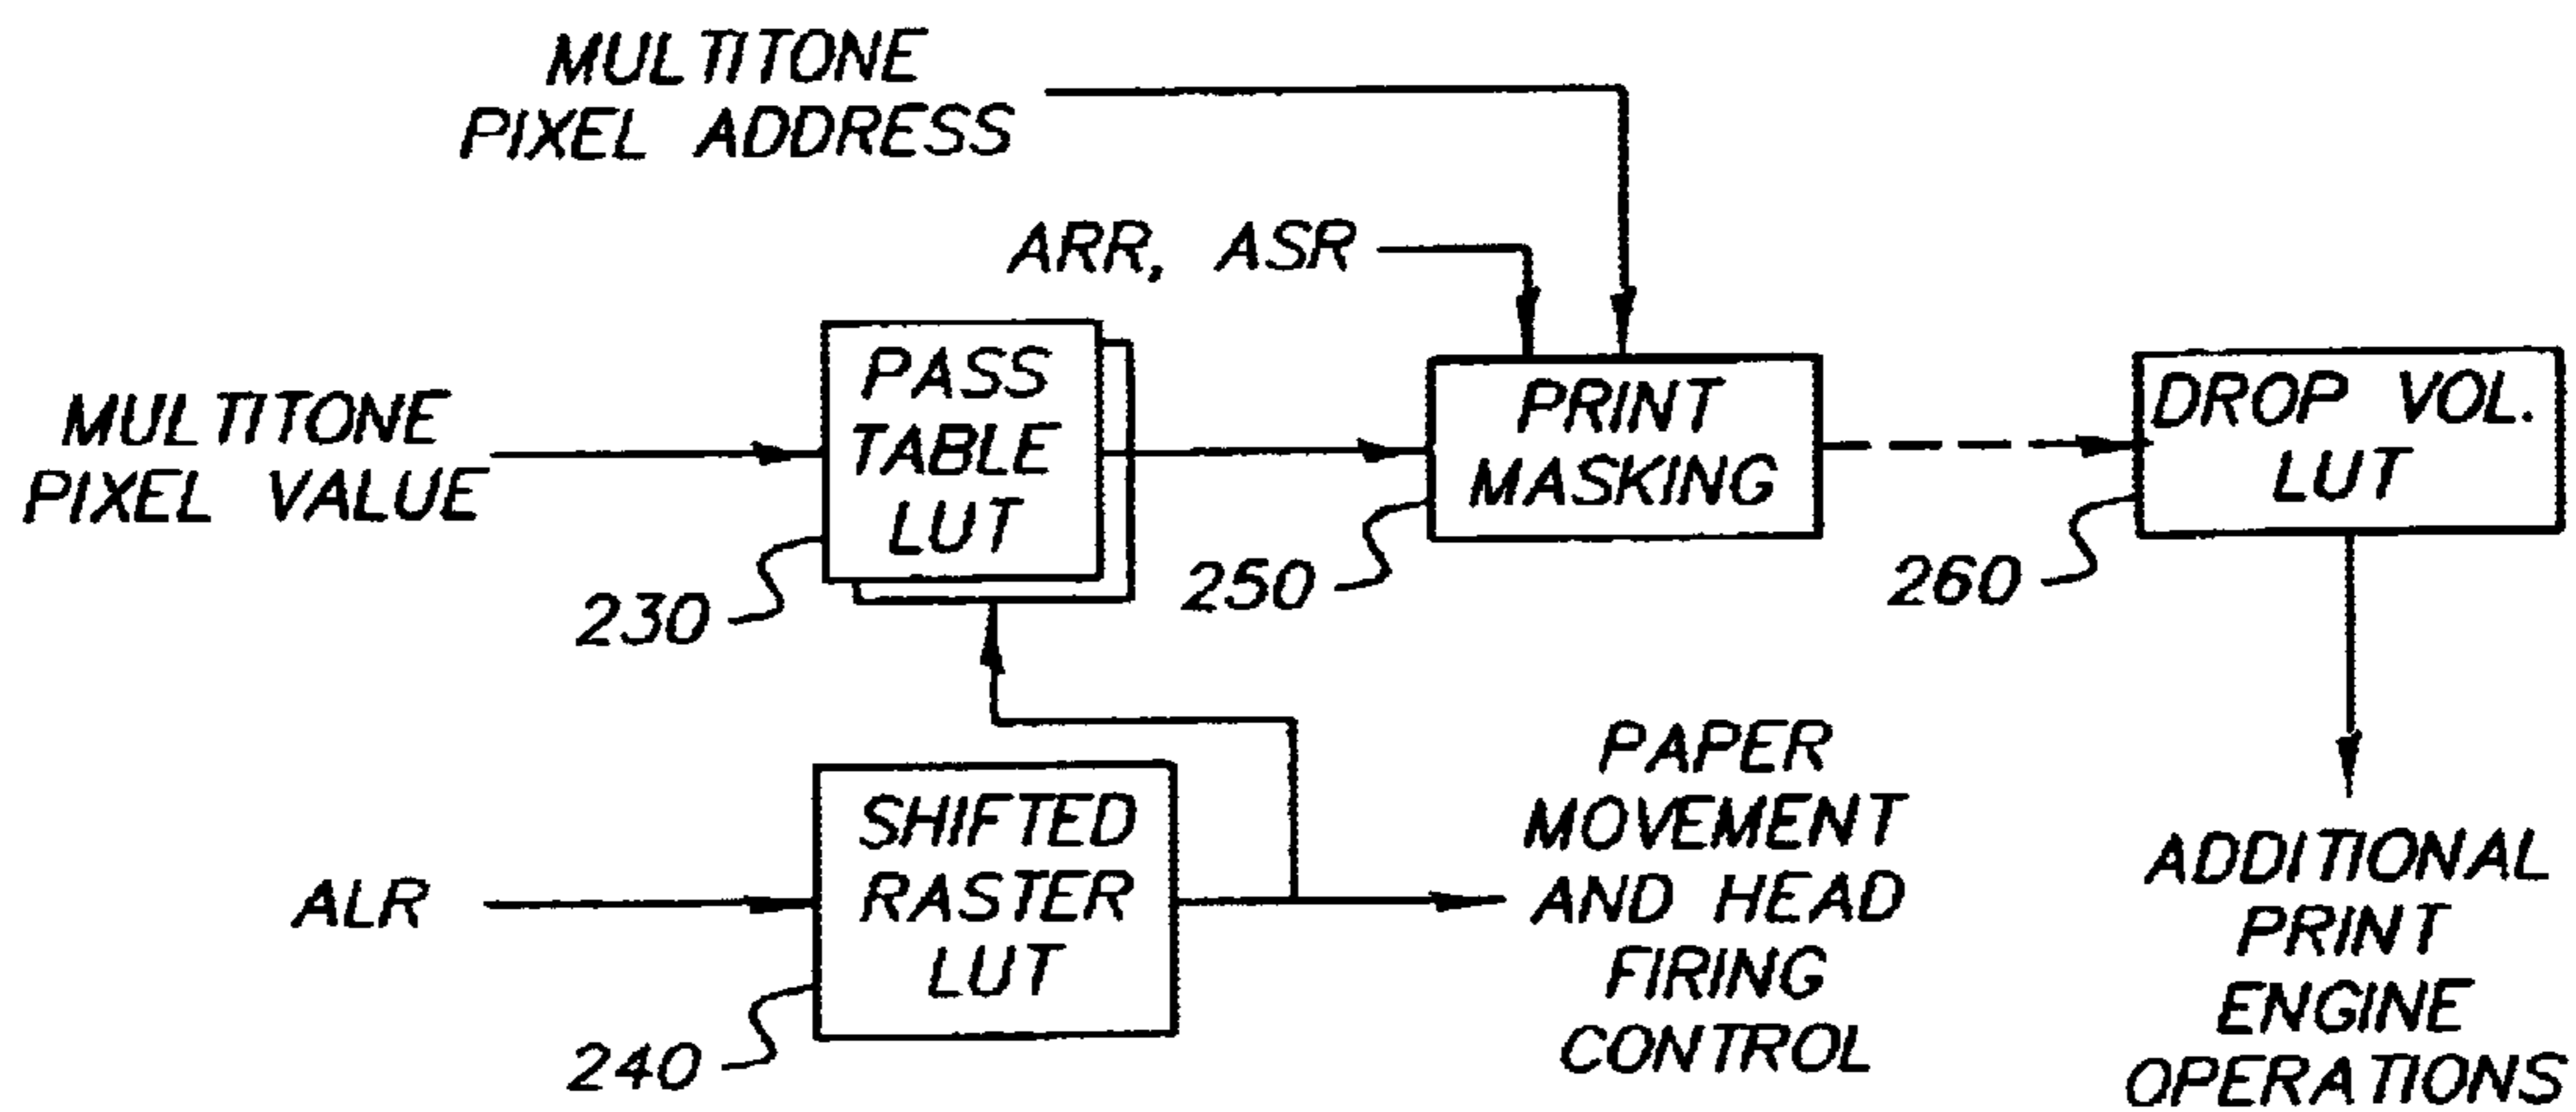 MULTITONE
PIXEL ADDRESS
ARR, ASR
MULTITONE
PIXEL VALUE
PASS
TABLE
LUT
230
PRINT
MASKING
250
DROP VOL.
LUT
260
ALR
SHIFTED
RASTER
LUT
240
PAPER
MOVEMENT
AND HEAD
FIRING
CONTROL
ADDITIONAL
PRINT
ENGINE
OPERATIONS